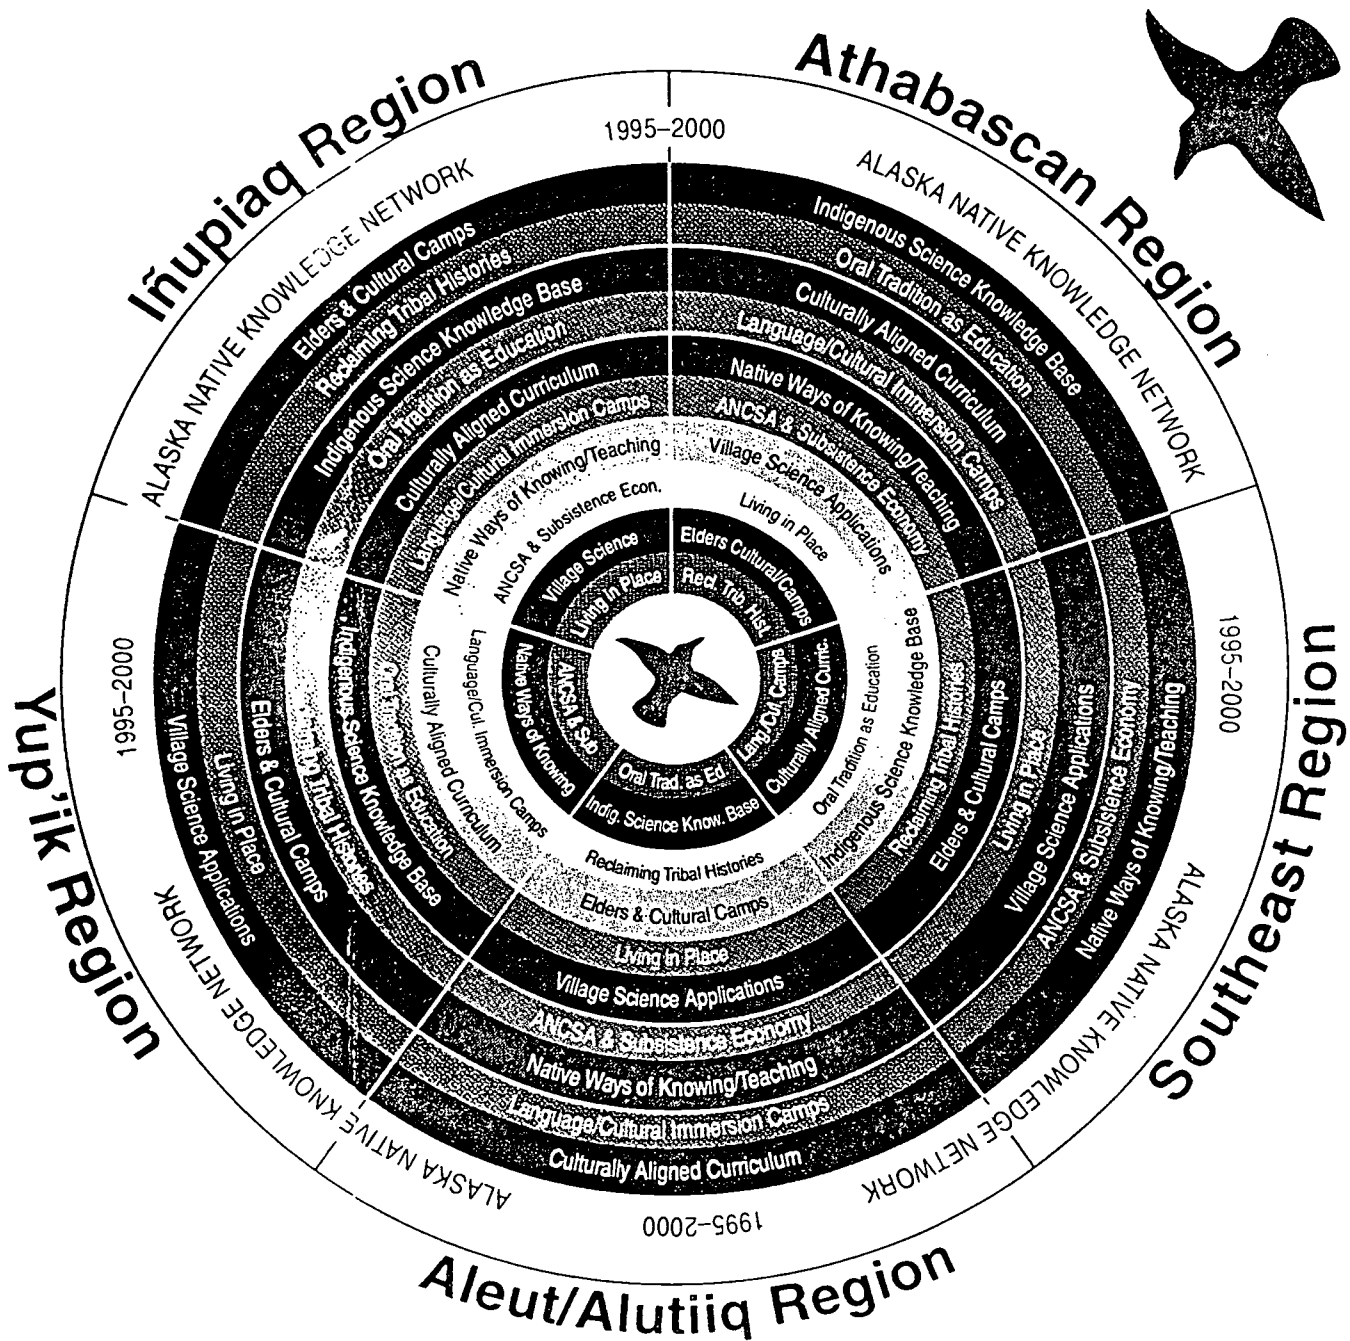 Iñupiaq Region
Athabascan Region
Southeast Region
Aleut/Alutiiq Region
Yup'ik Region
1995–2000
1995–2000
1995–2000
1995–2000
ALASKA NATIVE KNOWLEDGE NETWORK
ALASKA NATIVE KNOWLEDGE NETWORK
ALASKA NATIVE KNOWLEDGE NETWORK
ALASKA NATIVE KNOWLEDGE NETWORK
Elders & Cultural Camps
Reclaiming Tribal Histories
Indigenous Science Knowledge Base
Oral Tradition as Education
Culturally Aligned Curriculum
Language/Cultural Immersion Camps
Native Ways of Knowing/Teaching
ANCSA & Subsistence Econ.
Village Science
Living in Place
Indigenous Science Knowledge Base
Oral Tradition as Education
Culturally Aligned Curriculum
Language/Cultural Immersion Camps
Native Ways of Knowing/Teaching
ANCSA & Subsistence Economy
Village Science Applications
Living in Place
Elders Cultural/Camps
Recl. Trib. Hist.
Native Ways of Knowing/Teaching
ANCSA & Subsistence Economy
Village Science Applications
Living in Place
Elders & Cultural Camps
Reclaiming Tribal Histories
Indigenous Science Knowledge Base
Oral Tradition as Education
Culturally Aligned Curric.
Lang./Cul. Camps
Culturally Aligned Curriculum
Language/Cultural Immersion Camps
Native Ways of Knowing/Teaching
ANCSA & Subsistence Economy
Village Science Applications
Living in Place
Elders & Cultural Camps
Reclaiming Tribal Histories
Indig. Science Know. Base
Oral Trad. as Ed.
Village Science Applications
Living in Place
Elders & Cultural Camps
Tribal Histories
Indigenous Science Knowledge Base
as Education
Culturally Aligned Curriculum
Language/Cul. Immersion Camps
Native Ways of Knowing
ANCSA & Sub